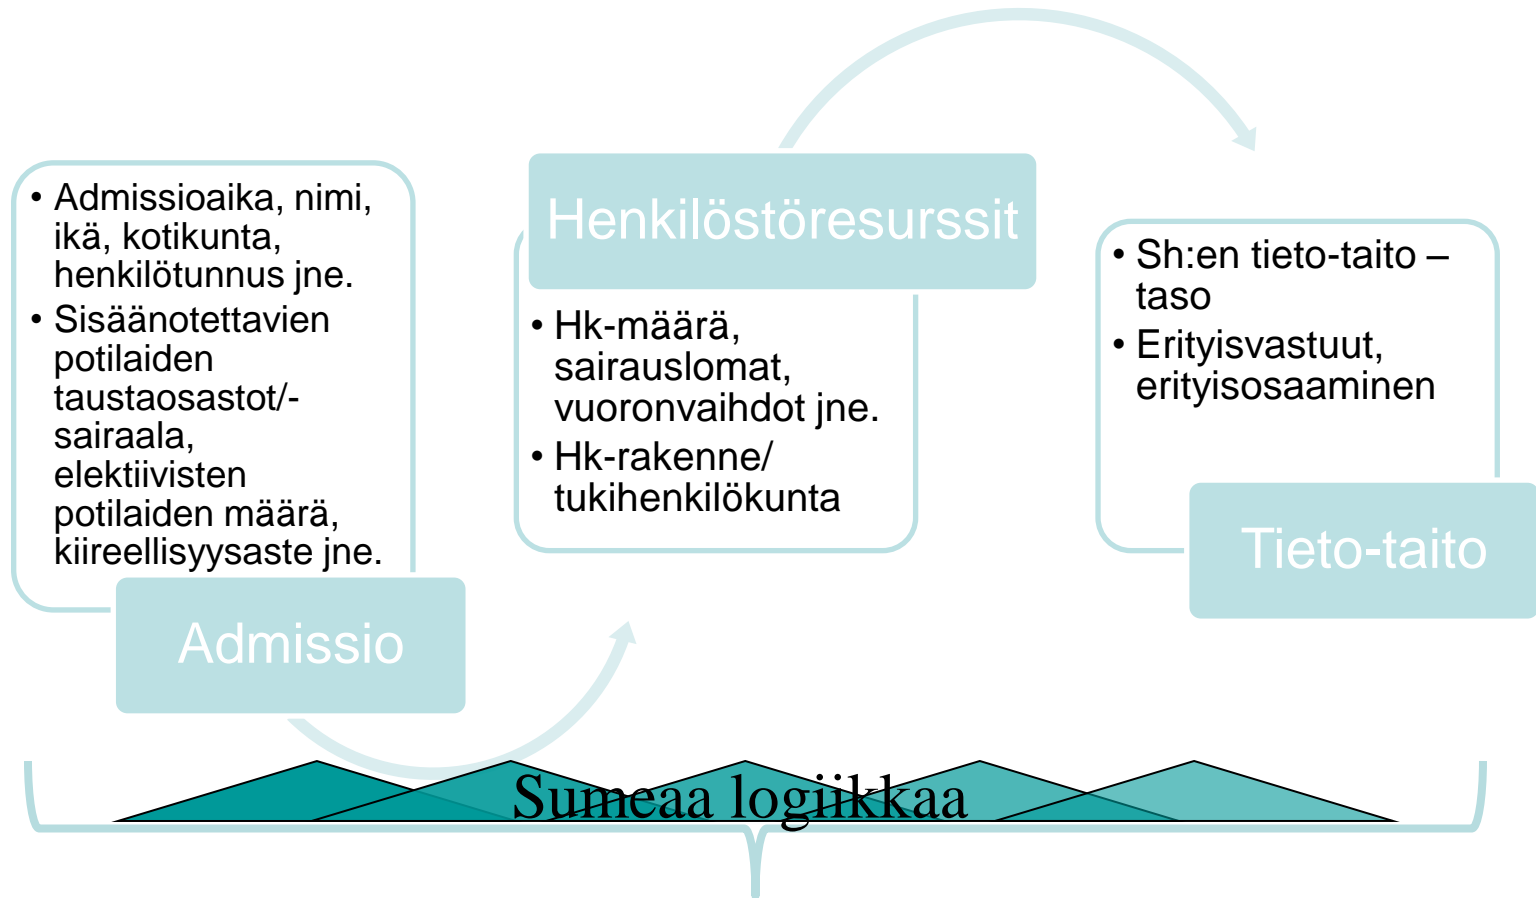 • Admissioaika, nimi,
ikä, kotikunta,
henkilötunnus jne.
• Sisäänotettavien
potilaiden
taustaosastot/-
sairaala,
elektiivisten
potilaiden määrä,
kiireellisyysaste jne.
Admissio
Henkilöstöresurssit
• Hk-määrä,
sairauslomat,
vuoronvaihdot jne.
• Hk-rakenne/
tukihenkilökunta
• Sh:en tieto-taito –
taso
• Erityisvastuut,
erityisosaaminen
Tieto-taito
Sumeaa logiikkaa